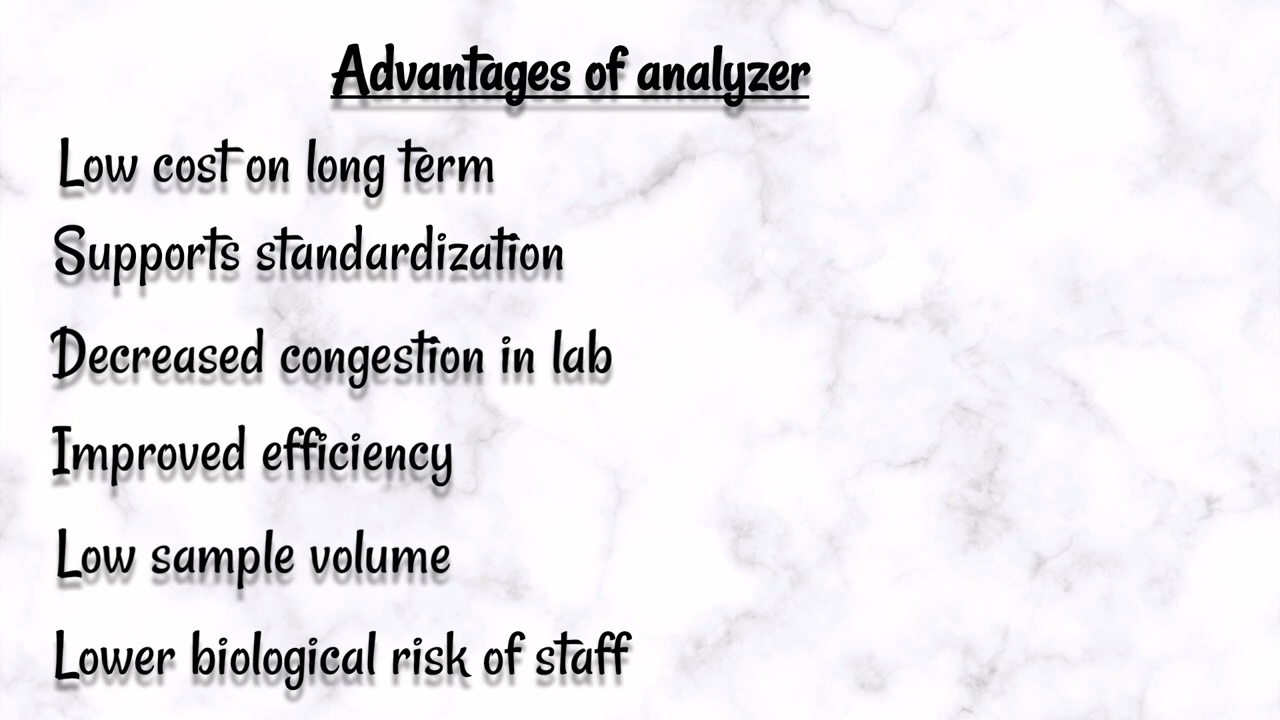 Advantages of analyzer
Low cost on long term
Supports standardization
Decreased congestion in lab
Improved efficiency
Low sample volume
Lower biological risk of staff